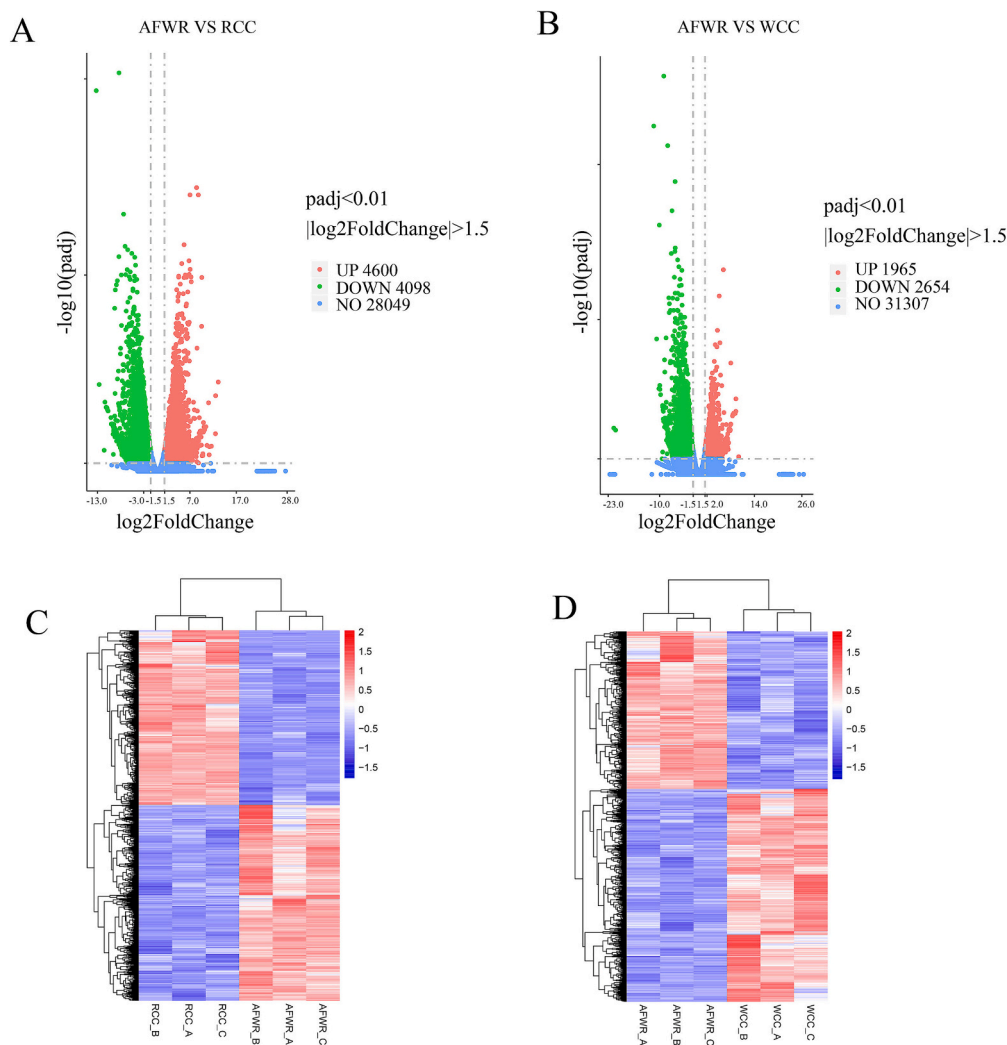 A
AFWR VS RCC
-log10(padj)
padj<0.01
|log2FoldChange|>1.5
UP 4600
DOWN 4098
NO 28049
-13.0 -3.0 -1.5 1.5 7.0 17.0 28.0
log2FoldChange
B
AFWR VS WCC
-log10(padj)
padj<0.01
|log2FoldChange|>1.5
UP 1965
DOWN 2654
NO 31307
-23.0 -10.0 -1.5 1.5 2.0 14.0 26.0
log2FoldChange
C
2
1.5
1
0.5
0
−0.5
−1
−1.5
RCC_B RCC_A RCC_C AFWR_B AFWR_A AFWR_C
D
2
1.5
1
0.5
0
−0.5
−1
−1.5
AFWR_A AFWR_B AFWR_C WCC_B WCC_A WCC_C